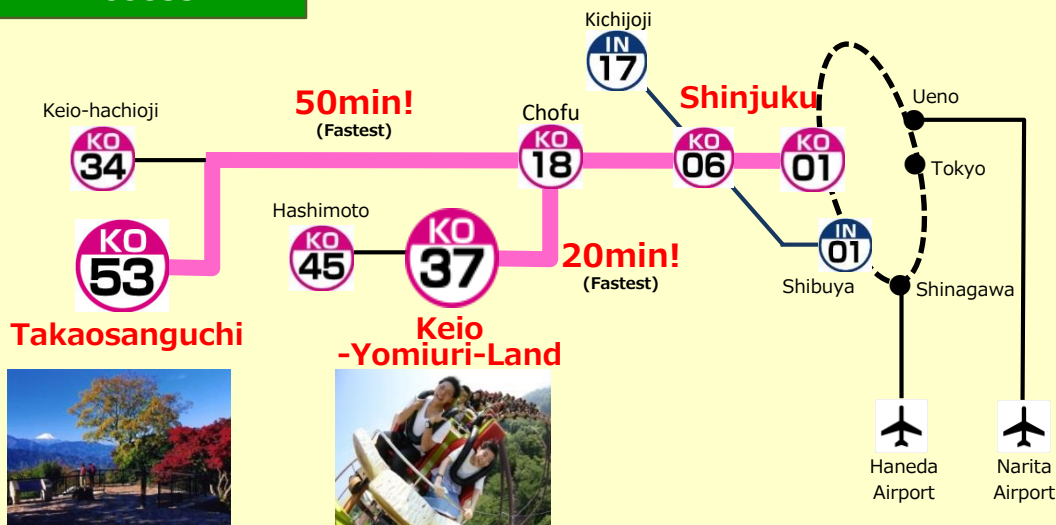 Kichijoji
IN
17
Keio-hachioji
KO
34
50min!
(Fastest)
Chofu
KO
18
Shinjuku
KO
06
KO
01
Ueno
Tokyo
KO
53
Takaosanguchi
Hashimoto
KO
45
KO
37
Keio
-Yomiuri-Land
20min!
(Fastest)
IN
01
Shibuya
Shinagawa
Haneda
Airport
Narita
Airport